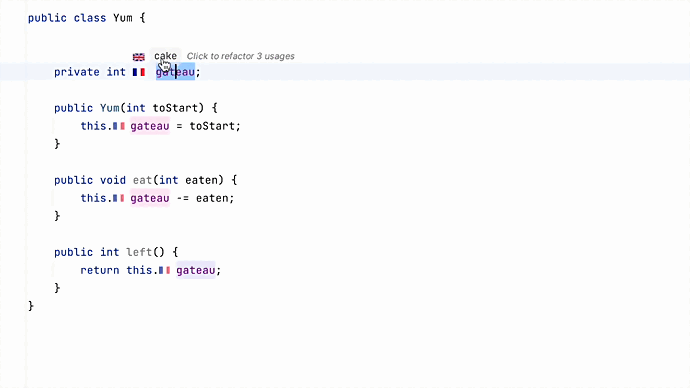 public class Yum {
cake Click to refactor 3 usages
private int gateau;
public Yum(int toStart) {
this.gateau = toStart;
}
public void eat(int eaten) {
this.gateau -= eaten;
}
public int left() {
return this.gateau;
}
}